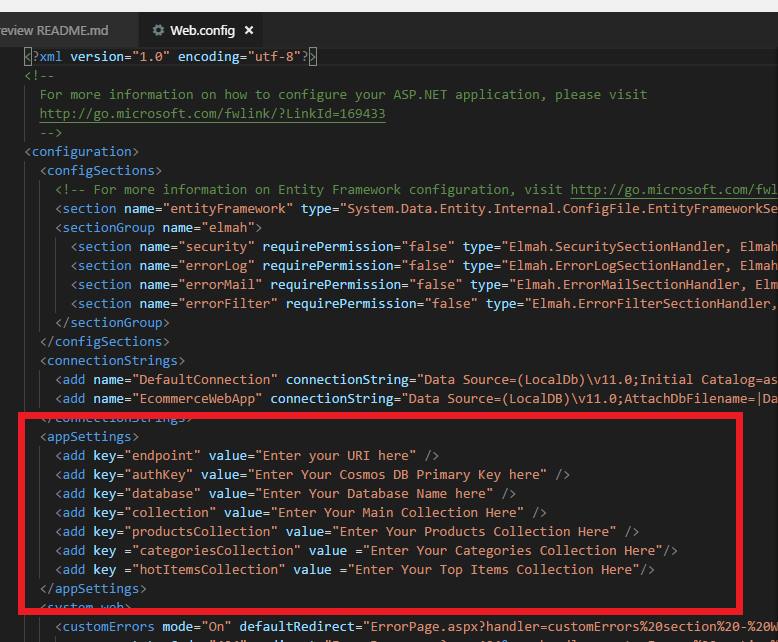 review README.md Web.config
<?xml version="1.0" encoding="utf-8"?>
<!--
For more information on how to configure your ASP.NET application, please visit
http://go.microsoft.com/fwlink/?LinkId=169433
-->
<configuration>
<configSections>
<!-- For more information on Entity Framework configuration, visit http://go.microsoft.com/fwl
<section name="entityFramework" type="System.Data.Entity.Internal.ConfigFile.EntityFrameworkSe
<sectionGroup name="elmah">
<section name="security" requirePermission="false" type="Elmah.SecuritySectionHandler, Elmah
<section name="errorLog" requirePermission="false" type="Elmah.ErrorLogSectionHandler, Elmah
<section name="errorMail" requirePermission="false" type="Elmah.ErrorMailSectionHandler, Elm
<section name="errorFilter" requirePermission="false" type="Elmah.ErrorFilterSectionHandler,
</sectionGroup>
</configSections>
<connectionStrings>
<add name="DefaultConnection" connectionString="Data Source=(LocalDb)\v11.0;Initial Catalog=as
<add name="EcommerceWebApp" connectionString="Data Source=(LocalDB)\v11.0;AttachDbFilename=|Da
</connectionStrings>
<appSettings>
<add key="endpoint" value="Enter your URI here" />
<add key="authKey" value="Enter Your Cosmos DB Primary Key here" />
<add key="database" value="Enter Your Database Name here" />
<add key="collection" value="Enter Your Main Collection Here" />
<add key="productsCollection" value="Enter Your Products Collection Here" />
<add key ="categoriesCollection" value ="Enter Your Categories Collection Here"/>
<add key ="hotItemsCollection" value ="Enter Your Top Items Collection Here"/>
</appSettings>
<system.web>
<customErrors mode="On" defaultRedirect="ErrorPage.aspx?handler=customErrors%20section%20-%20W